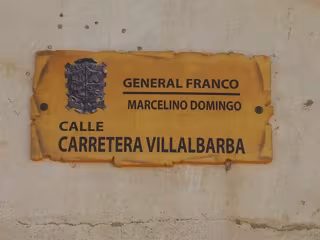 GENERAL FRANCO
MARCELINO DOMINGO
CALLE
CARRETERA VILLALBARBA